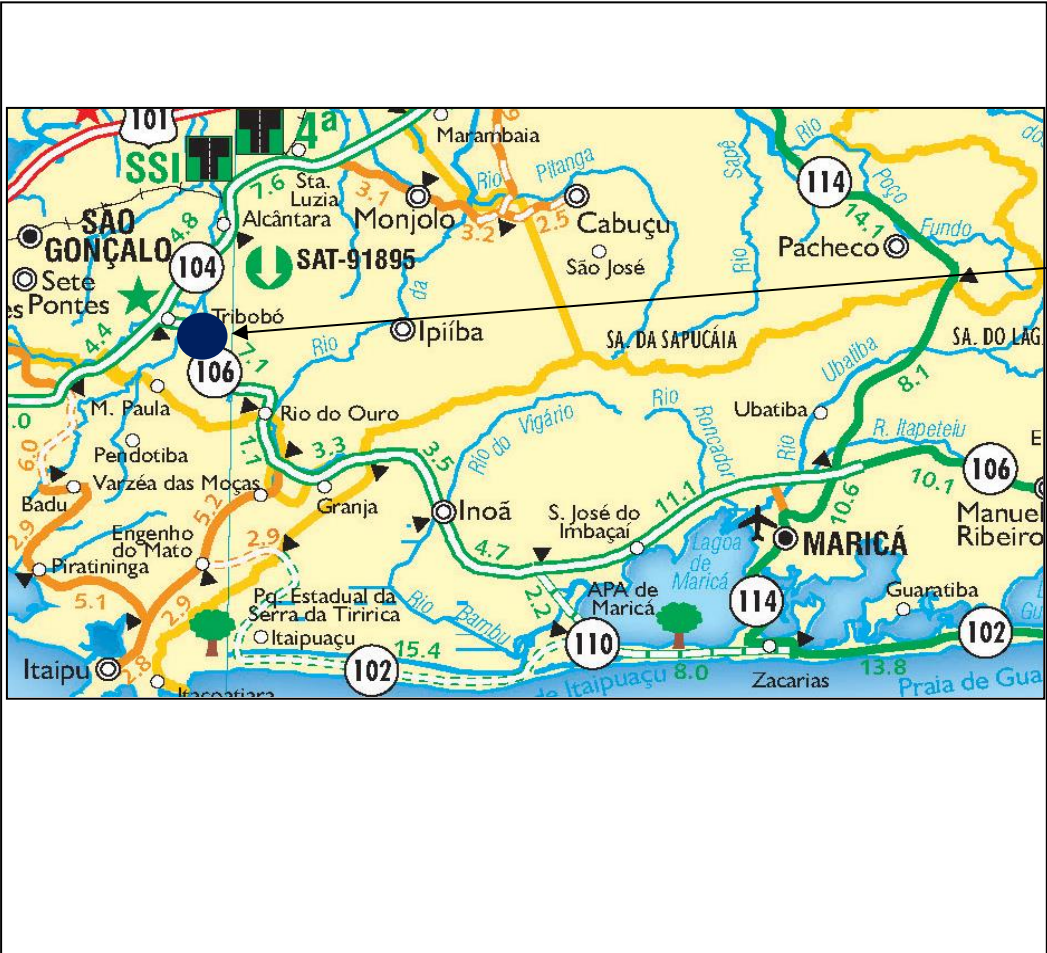 101
4ª
SSI
Marambaia
Rio
Sapê
Rio
Poço
Fundo
114
14.1
7.6
Sta.
Luzia
3.1
Monjolo
Rio
Pitanga
3.2
2.5
Cabuçu
São José
Pacheco
SÃO
GONÇALO
4.8
Alcântara
104
SAT-91895
Sete
Pontes
es
Tribobó
da
Ipiíba
Rio
Rio
SA. DA SAPUCÁIA
SA. DO LAG
4.4
7.1
106
8.1
Ubatiba
.0
M. Paula
Rio do Ouro
Rio
do
Vigário
Rio
Roncador
Ubatiba
Rio
R. Itapeteiu
6.0
Pendotiba
1.1
3.3
3.5
106
10.1
E
Varzéa das Moças
Badu
5.2
Granja
Inoã
11.1
10.6
Manuel
Ribeiro
2.9
Engenho
do Mato
2.9
S. José do
Imbaçaí
Lagoa
de
Maricá
MARICÁ
Piratininga
4.7
5.1
2.9
Pq. Estadual da
Serra da Tiririca
Rio
Bambu
2.2
APA de
Maricá
114
Guaratiba
Gu
Itaipuaçu
15.4
102
110
102
Itaipu
2.8
Itacoatiara
de Itaipuaçu
8.0
Zacarias
13.8
Praia de Gua